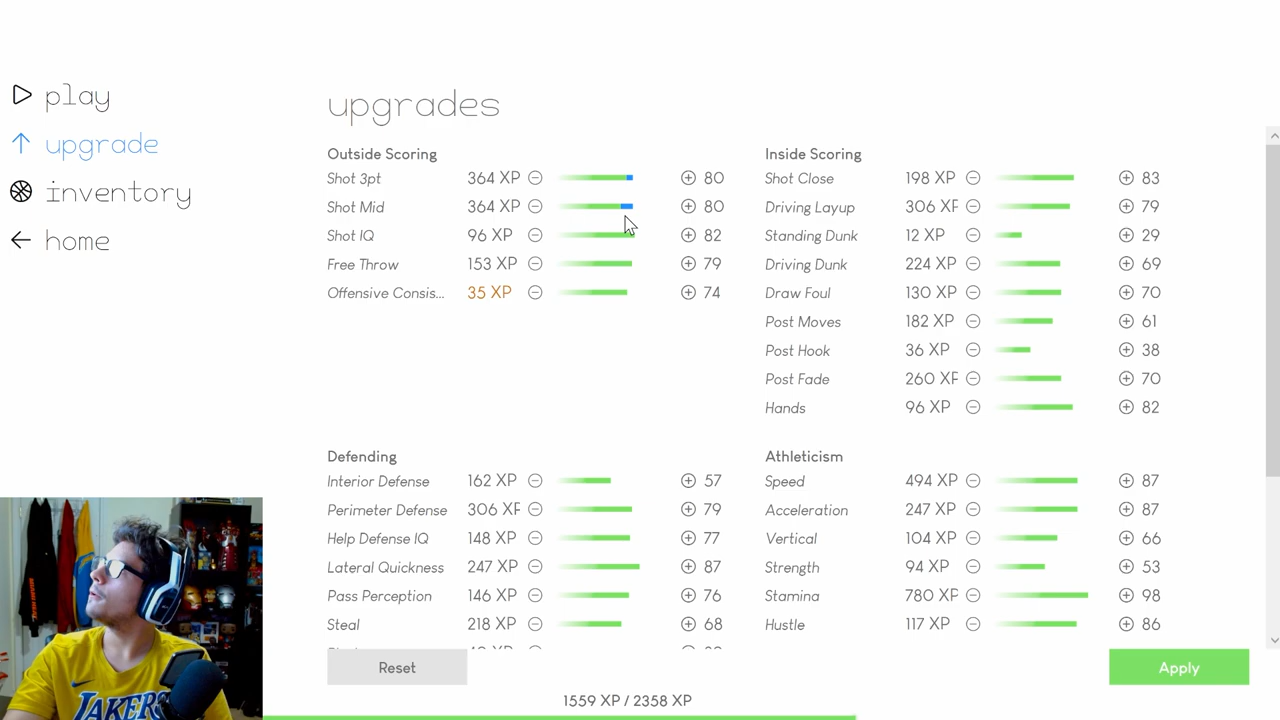 play
upgrade
inventory
home
upgrades
Outside Scoring
Shot 3pt 364 XP 80
Shot Mid 364 XP 80
Shot IQ 96 XP 82
Free Throw 153 XP 79
Offensive Consis... 35 XP 74
Inside Scoring
Shot Close 198 XP 83
Driving Layup 306 XP 79
Standing Dunk 12 XP 29
Driving Dunk 224 XP 69
Draw Foul 130 XP 70
Post Moves 182 XP 61
Post Hook 36 XP 38
Post Fade 260 XP 70
Hands 96 XP 82
Defending
Interior Defense 162 XP 57
Perimeter Defense 306 XP 79
Help Defense IQ 148 XP 77
Lateral Quickness 247 XP 87
Pass Perception 146 XP 76
Steal 218 XP 68
Athleticism
Speed 494 XP 87
Acceleration 247 XP 87
Vertical 104 XP 66
Strength 94 XP 53
Stamina 780 XP 98
Hustle 117 XP 86
Reset
Apply
1559 XP / 2358 XP
LAKERS